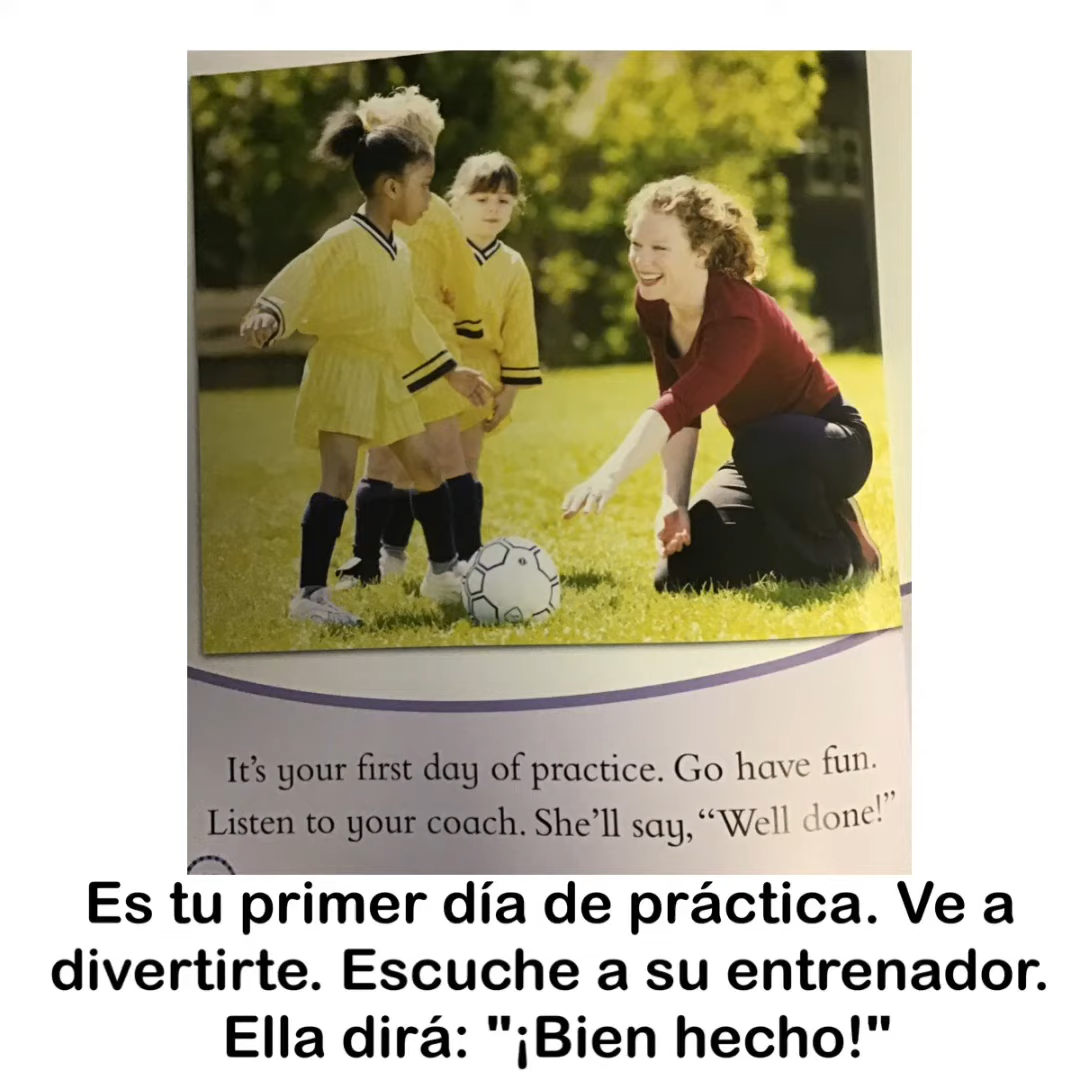 It's your first day of practice. Go have fun.
Listen to your coach. She'll say, “Well done!”
Es tu primer día de práctica. Ve a
divertirte. Escuche a su entrenador.
Ella dirá: "¡Bien hecho!"